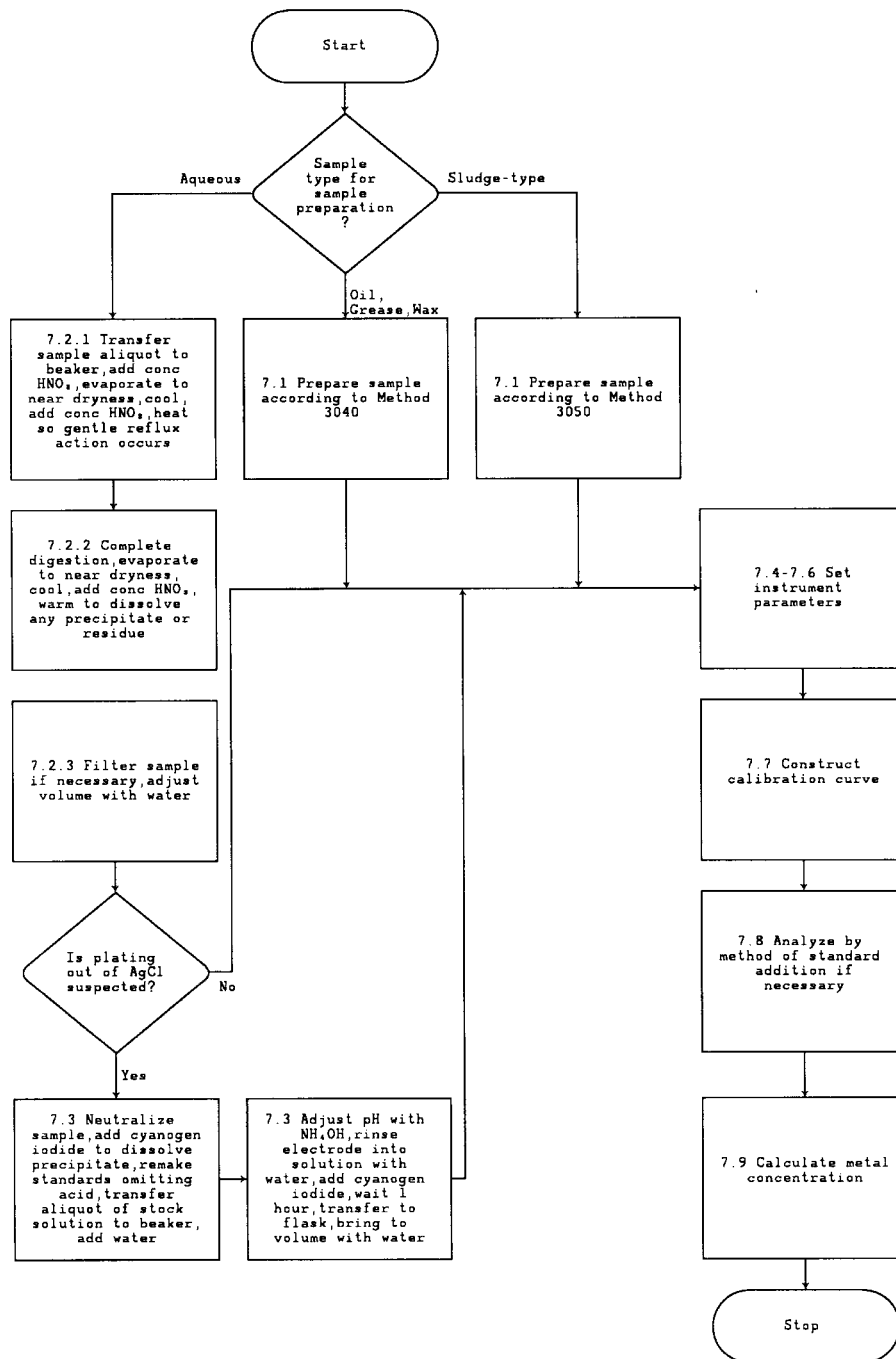 Start
Sample
type for
sample
preparation
?
Aqueous
Sludge-type
Oil,
Grease,Wax
7.2.1 Transfer
sample aliquot to
beaker,add conc
HNO₃,evaporate to
near dryness,cool,
add conc HNO₃,heat
so gentle reflux
action occurs
7.1 Prepare sample
according to Method
3040
7.1 Prepare sample
according to Method
3050
7.2.2 Complete
digestion,evaporate
to near dryness,
cool,add conc HNO₃,
warm to dissolve
any precipitate or
residue
7.4-7.6 Set
instrument
parameters
7.2.3 Filter sample
if necessary,adjust
volume with water
7.7 Construct
calibration curve
Is plating
out of AgCl
suspected?
No
Yes
7.8 Analyze by
method of standard
addition if
necessary
7.3 Neutralize
sample,add cyanogen
iodide to dissolve
precipitate,remake
standards omitting
acid,transfer
aliquot of stock
solution to beaker,
add water
7.3 Adjust pH with
NH₄OH,rinse
electrode into
solution with
water,add cyanogen
iodide,wait 1
hour,transfer to
flask,bring to
volume with water
7.9 Calculate metal
concentration
Stop